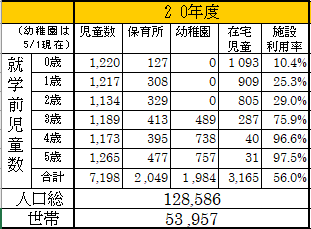 ２０年度
(幼稚園は 5/1現在) 児童数 保育所 幼稚園 在宅児童 施設利用率
就学前児童数
0歳 1,220 127 0 1 093 10.4%
1歳 1,217 308 0 909 25.3%
2歳 1,134 329 0 805 29.0%
3歳 1,189 413 489 287 75.9%
4歳 1,173 395 738 40 96.6%
5歳 1,265 477 757 31 97.5%
合計 7,198 2,049 1,984 3,165 56.0%
人口総 128,586
世帯 53,957